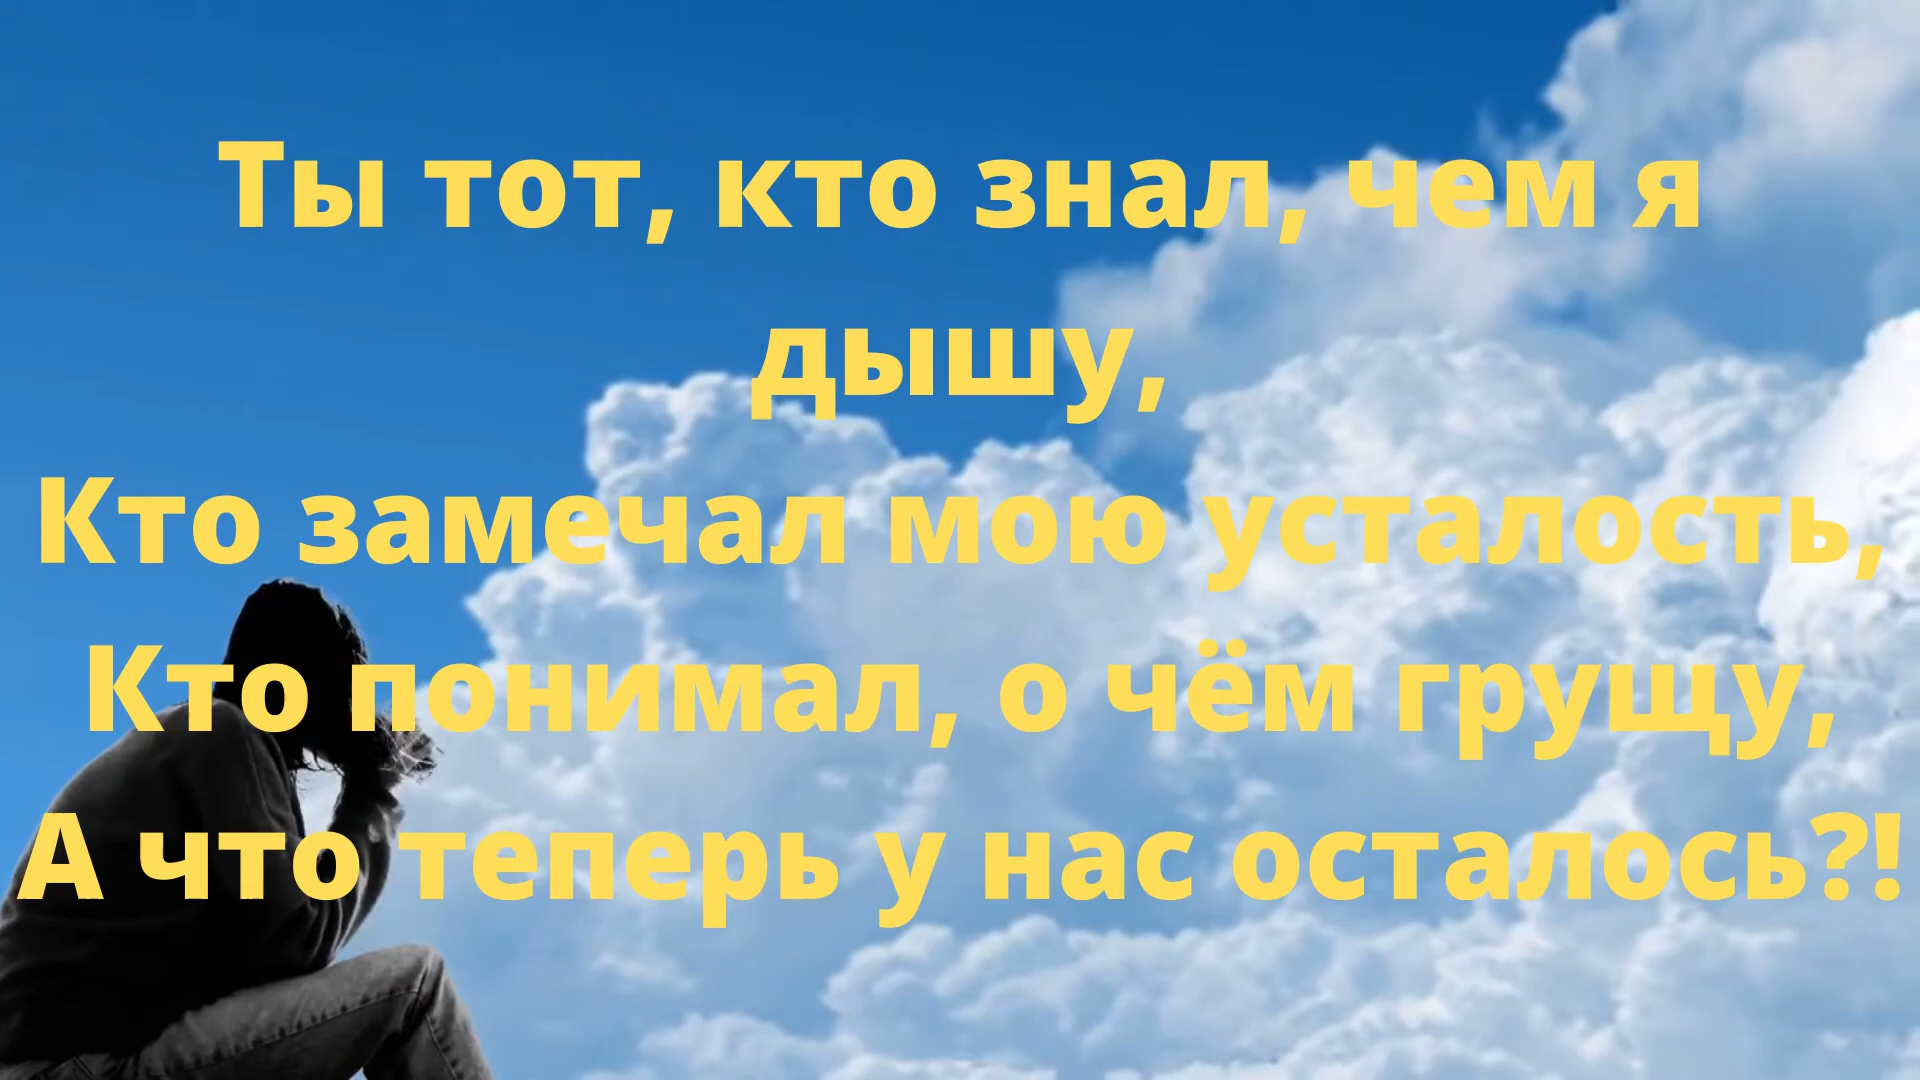 Ты тот, кто знал, чем я
дышу,
Кто замечал мою усталость,
Кто понимал, о чём грущу,
А что теперь у нас осталось?!